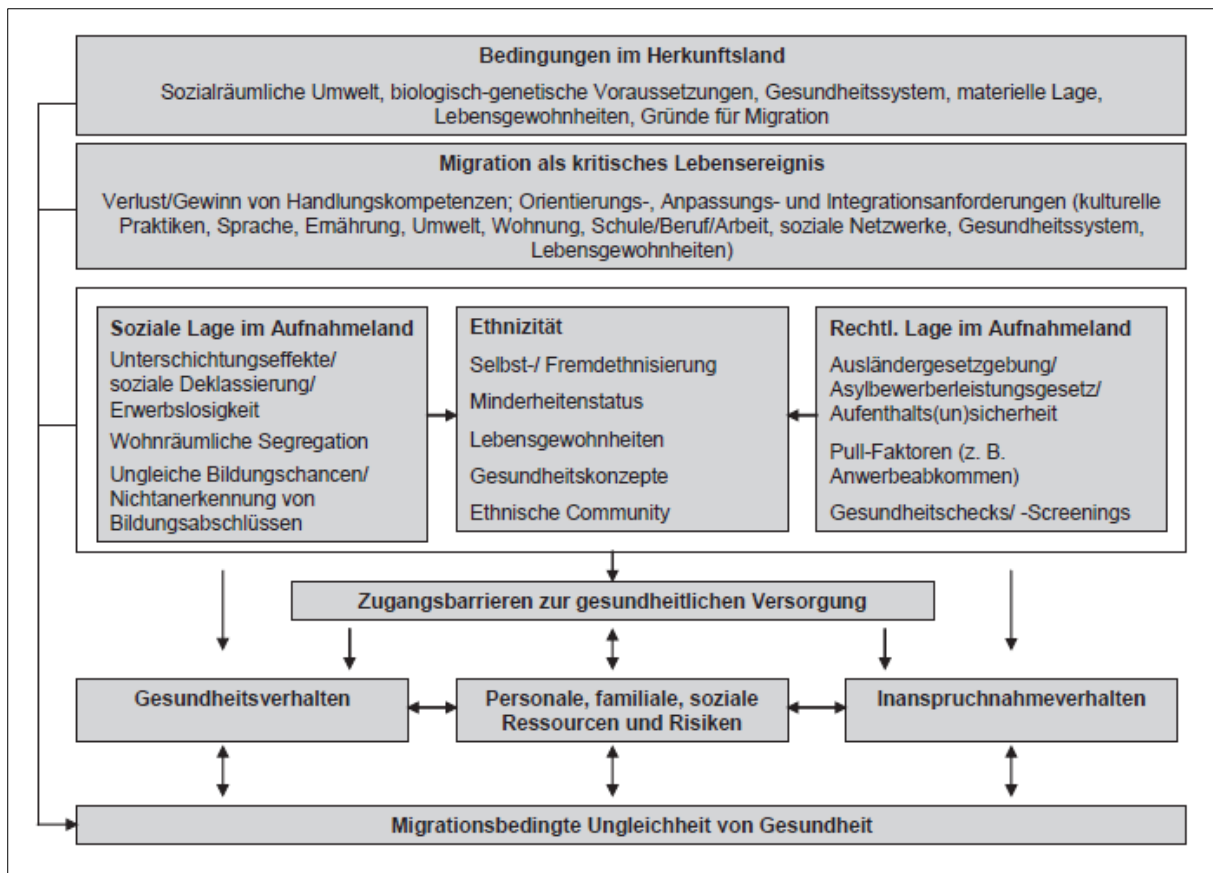 Bedingungen im Herkunftsland
Sozialräumliche Umwelt, biologisch-genetische Voraussetzungen, Gesundheitssystem, materielle Lage,
Lebensgewohnheiten, Gründe für Migration
Migration als kritisches Lebensereignis
Verlust/Gewinn von Handlungskompetenzen; Orientierungs-, Anpassungs- und Integrationsanforderungen (kulturelle
Praktiken, Sprache, Ernährung, Umwelt, Wohnung, Schule/Beruf/Arbeit, soziale Netzwerke, Gesundheitssystem,
Lebensgewohnheiten)
Soziale Lage im Aufnahmeland
Unterschichtungseffekte/
soziale Deklassierung/
Erwerbslosigkeit
Wohnräumliche Segregation
Ungleiche Bildungschancen/
Nichtanerkennung von
Bildungsabschlüssen
Ethnizität
Selbst-/ Fremdethnisierung
Minderheitenstatus
Lebensgewohnheiten
Gesundheitskonzepte
Ethnische Community
Rechtl. Lage im Aufnahmeland
Ausländergesetzgebung/
Asylbewerberleistungsgesetz/
Aufenthalts(un)sicherheit
Pull-Faktoren (z. B.
Anwerbeabkommen)
Gesundheitschecks/ -Screenings
Zugangsbarrieren zur gesundheitlichen Versorgung
Gesundheitsverhalten
Personale, familiale, soziale
Ressourcen und Risiken
Inanspruchnahmeverhalten
Migrationsbedingte Ungleichheit von Gesundheit